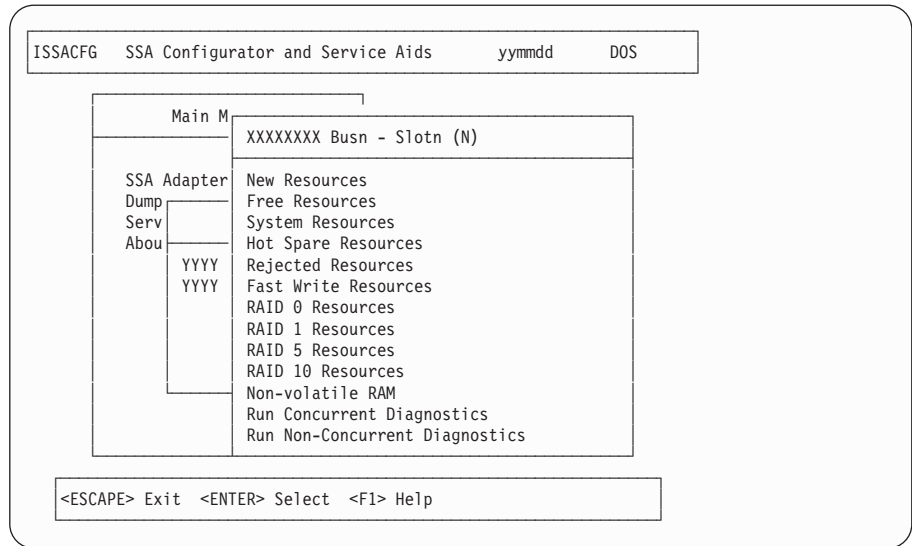 ISSACFG SSA Configurator and Service Aids yymmdd DOS
Main M
XXXXXXXX Busn - Slotn (N)
SSA Adapter New Resources
Dump Free Resources
Serv System Resources
Abou Hot Spare Resources
YYYY Rejected Resources
YYYY Fast Write Resources
RAID 0 Resources
RAID 1 Resources
RAID 5 Resources
RAID 10 Resources
Non-volatile RAM
Run Concurrent Diagnostics
Run Non-Concurrent Diagnostics
<ESCAPE> Exit <ENTER> Select <F1> Help